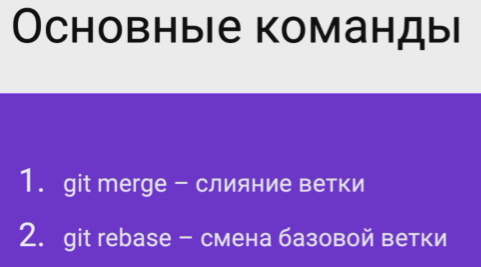 Основные команды
1. git merge – слияние ветки
2. git rebase – смена базовой ветки